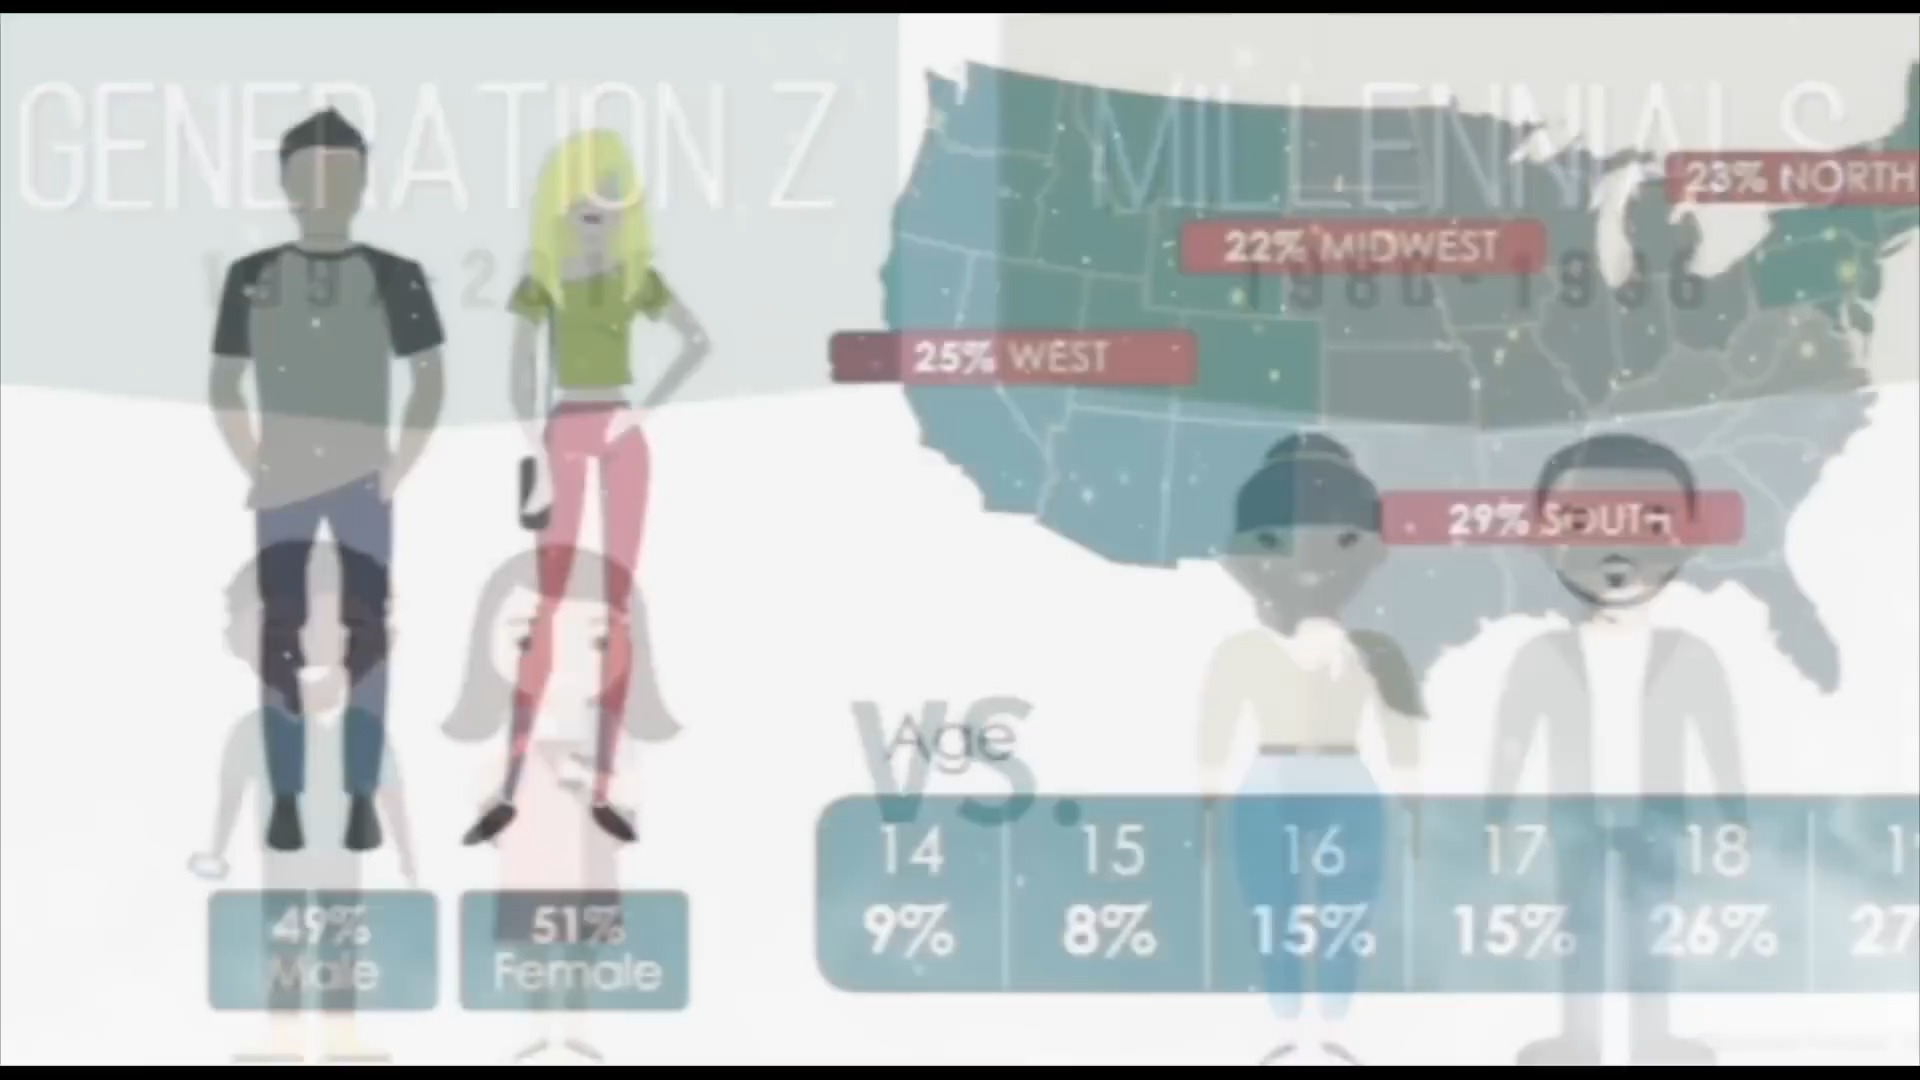 GENERATION Z
MILLENNIALS
23% NORTH
22% MIDWEST
25% WEST
29% SOUTH
VS.
Age
14
15
16
17
18
9%
8%
15%
15%
26%
27
49%
Male
51%
Female